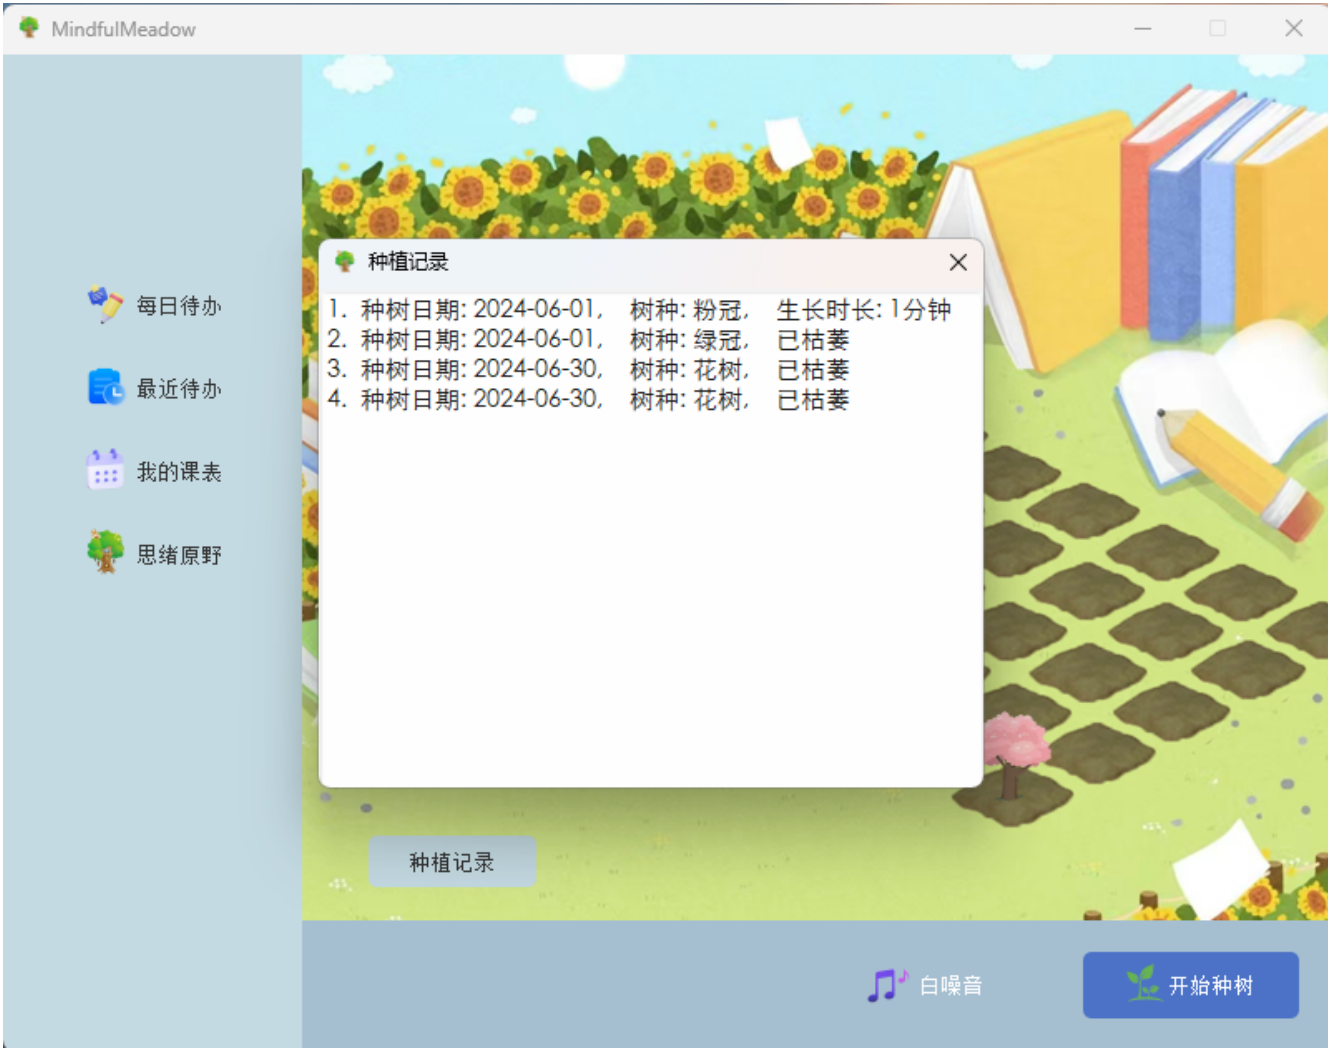 MindfulMeadow
每日待办
最近待办
我的课表
思绪原野
种植记录
1. 种树日期: 2024-06-01, 树种: 粉冠, 生长时长: 1分钟
2. 种树日期: 2024-06-01, 树种: 绿冠, 已枯萎
3. 种树日期: 2024-06-30, 树种: 花树, 已枯萎
4. 种树日期: 2024-06-30, 树种: 花树, 已枯萎
种植记录
白噪音
开始种树